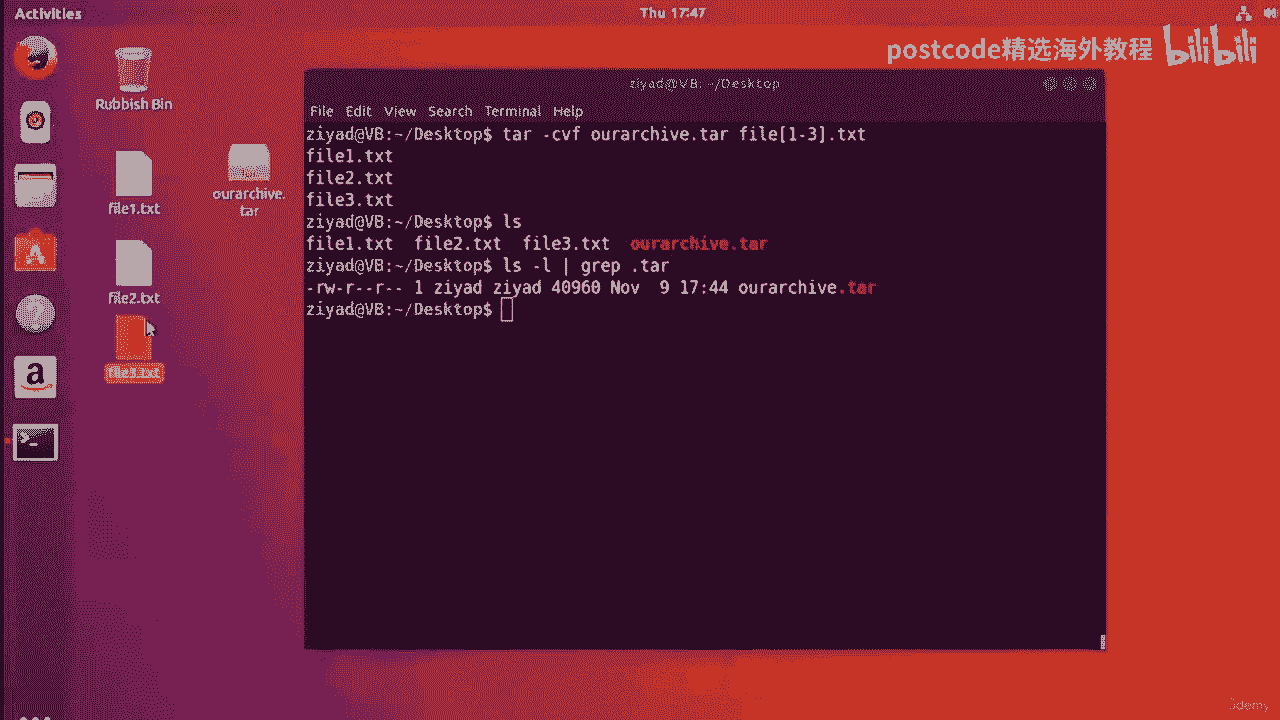 Activities
Thu 17:47
postcode精选海外教程 bilibili
Rubbish Bin
file1.txt
ourarchive.
tar
file2.txt
file3.txt
ziyad@VB: ~/Desktop
File Edit View Search Terminal Help
ziyad@VB:~/Desktop$ tar -cvf ourarchive.tar file[1-3].txt
file1.txt
file2.txt
file3.txt
ziyad@VB:~/Desktop$ ls
file1.txt  file2.txt  file3.txt  ourarchive.tar
ziyad@VB:~/Desktop$ ls -l | grep .tar
-rw-r--r-- 1 ziyad ziyad 40960 Nov  9 17:44 ourarchive.tar
ziyad@VB:~/Desktop$
ûdemy